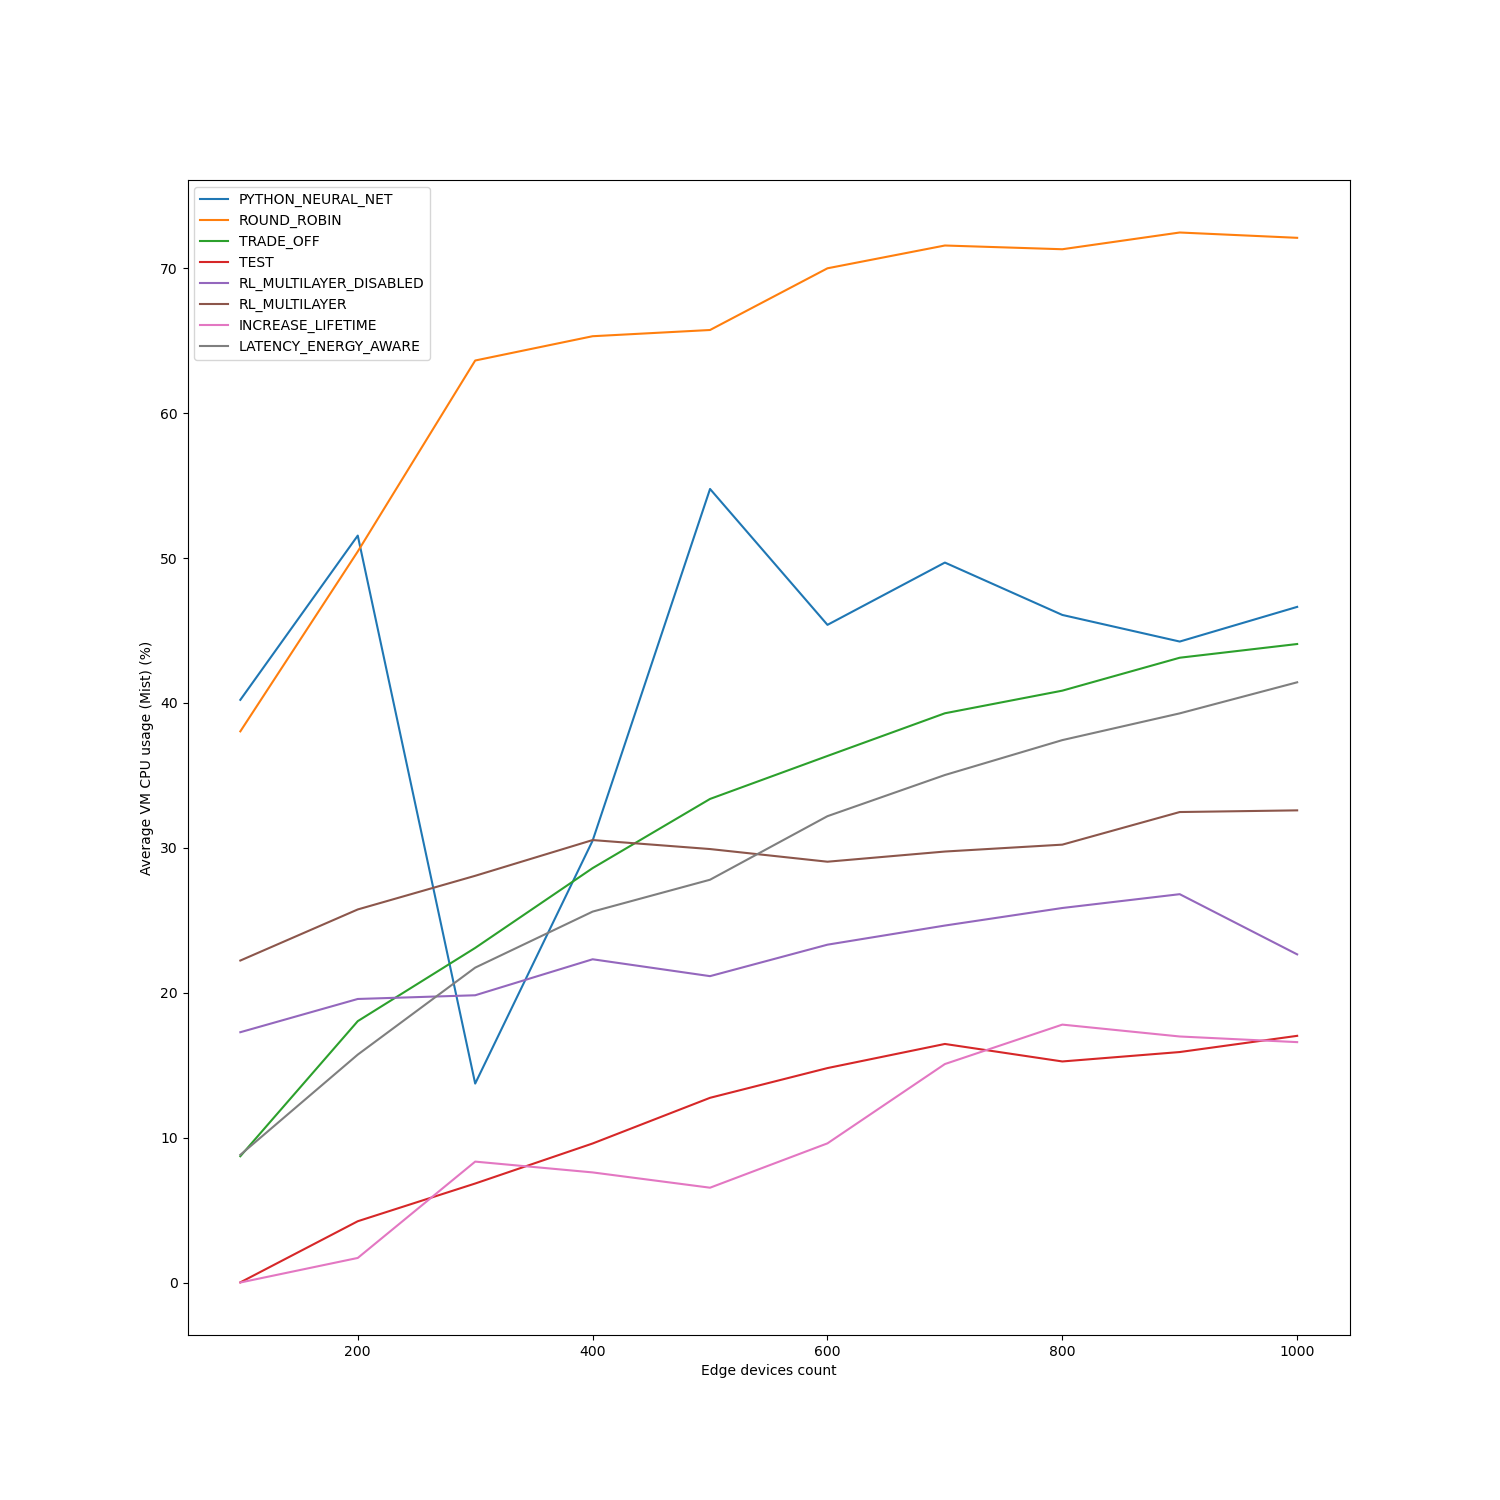 PYTHON_NEURAL_NET
ROUND_ROBIN
TRADE_OFF
TEST
RL_MULTILAYER_DISABLED
RL_MULTILAYER
INCREASE_LIFETIME
LATENCY_ENERGY_AWARE
70
60
50
40
30
20
10
0
Average VM CPU usage (Mist) (%)
200 400 600 800 1000
Edge devices count